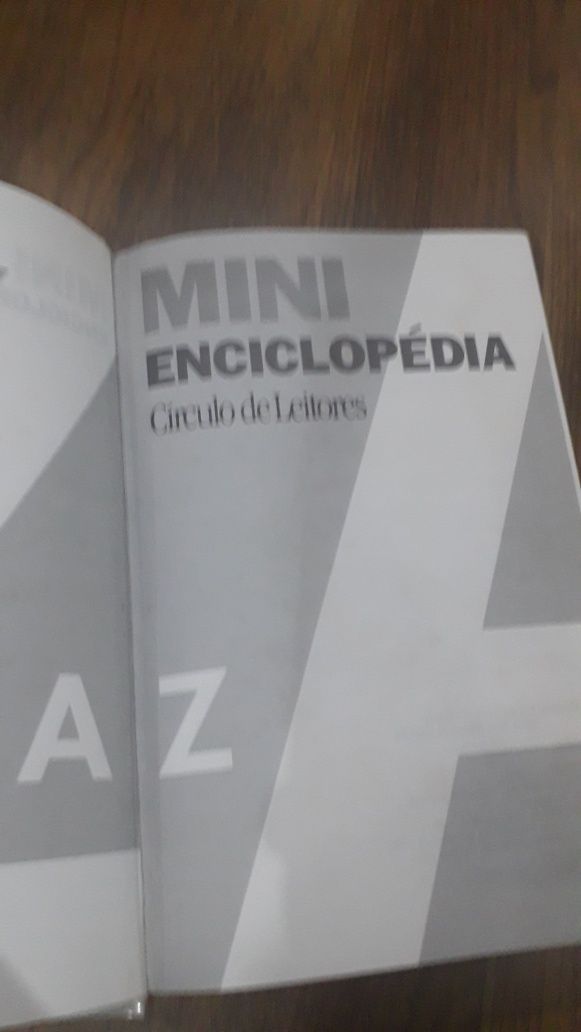 MINI
ENCICLOPÉDIA
Círculo de Leitores
A Z